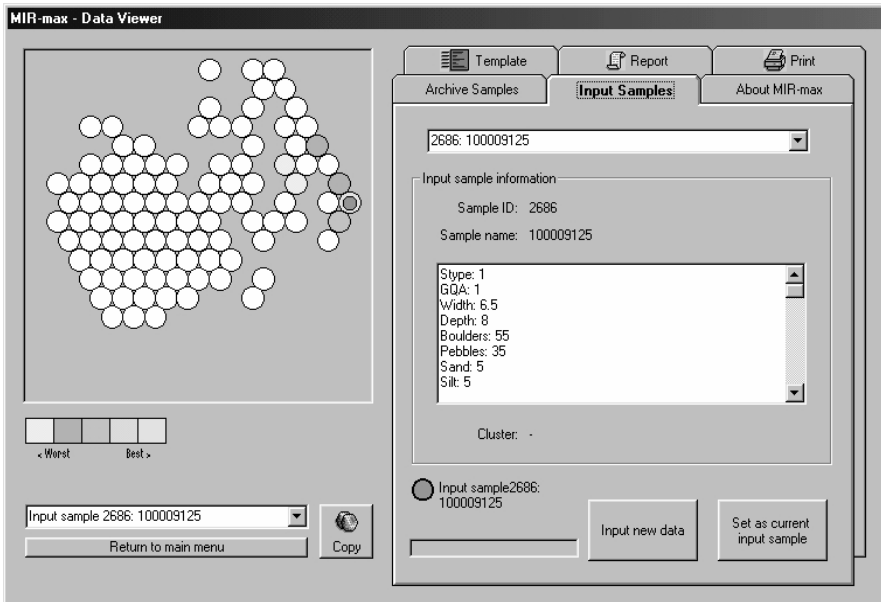 MIR-max - Data Viewer
Template
Report
Print
Archive Samples
Input Samples
About MIR-max
2686: 100009125
Input sample information
Sample ID: 2686
Sample name: 100009125
Stype: 1
GQA: 1
Width: 6.5
Depth: 8
Boulders: 55
Pebbles: 35
Sand: 5
Silt: 5
Cluster: -
< Worst
Best >
Input sample2686:
100009125
Input sample 2686: 100009125
Return to main menu
Copy
Input new data
Set as current
input sample